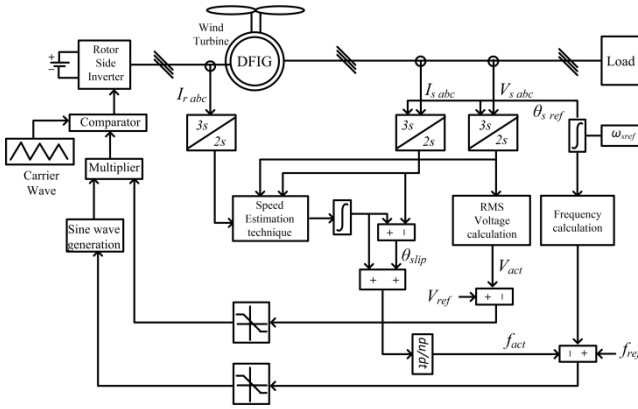 Wind
Turbine
Rotor
Side
Inverter
DFIG
Load
I_r abc
I_s abc
V_s abc
θ_s ref
ω_sref
3s
2s
3s
2s
3s
2s
∫
Comparator
Carrier
Wave
Multiplier
Sine wave
generation
Speed
Estimation
technique
∫
+ −
RMS
Voltage
calculation
Frequency
calculation
θ_slip
+ +
V_act
V_ref
+ −
du/dt
f_act
− +
f_ref